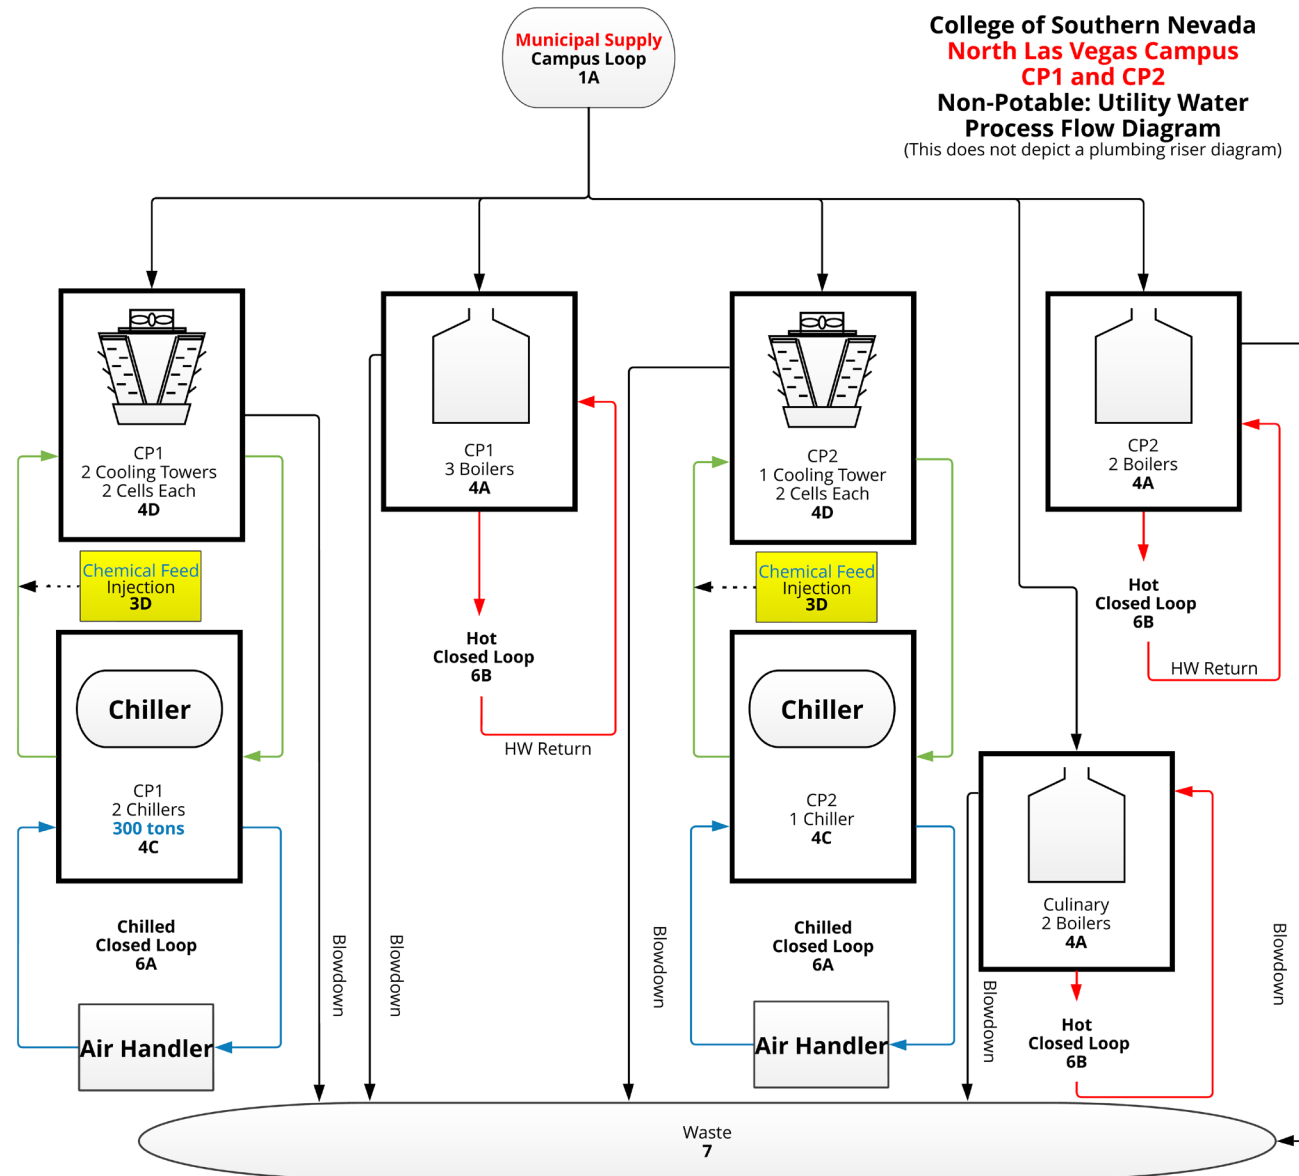 Municipal Supply
Campus Loop
1A
College of Southern Nevada
North Las Vegas Campus
CP1 and CP2
Non-Potable: Utility Water
Process Flow Diagram
(This does not depict a plumbing riser diagram)
CP1
2 Cooling Towers
2 Cells Each
4D
CP1
3 Boilers
4A
CP2
1 Cooling Tower
2 Cells Each
4D
CP2
2 Boilers
4A
Chemical Feed
Injection
3D
Chemical Feed
Injection
3D
Hot
Closed Loop
6B
HW Return
Hot
Closed Loop
6B
HW Return
Chiller
CP1
2 Chillers
300 tons
4C
Chiller
CP2
1 Chiller
4C
Culinary
2 Boilers
4A
Chilled
Closed Loop
6A
Blowdown
Blowdown
Blowdown
Chilled
Closed Loop
6A
Blowdown
Blowdown
Hot
Closed Loop
6B
Air Handler
Air Handler
Waste
7